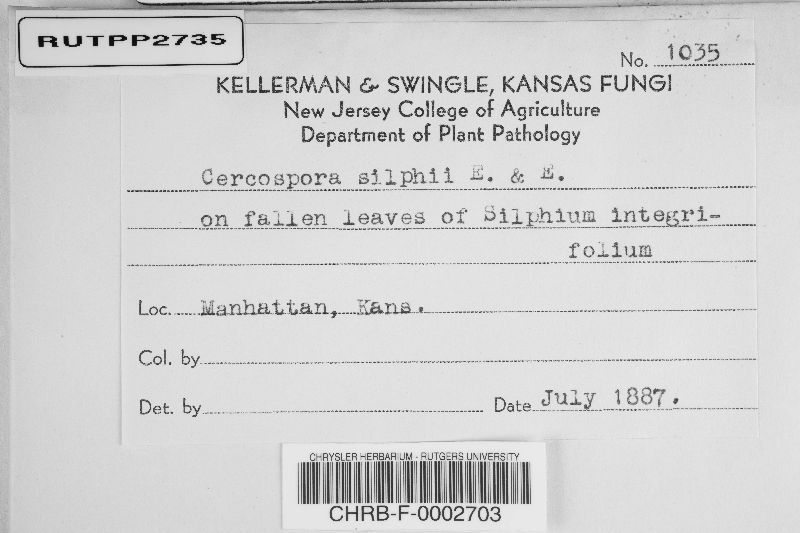 RUTPP2735
No. 1035
KELLERMAN & SWINGLE, KANSAS FUNGI
New Jersey College of Agriculture
Department of Plant Pathology
Cercospora silphii E. & E.
on fallen leaves of Silphium integri-
folium
Loc. Manhattan, Kans.
Col. by
Det. by Date July 1887.
CHRYSLER HERBARIUM - RUTGERS UNIVERSITY
CHRB-F-0002703